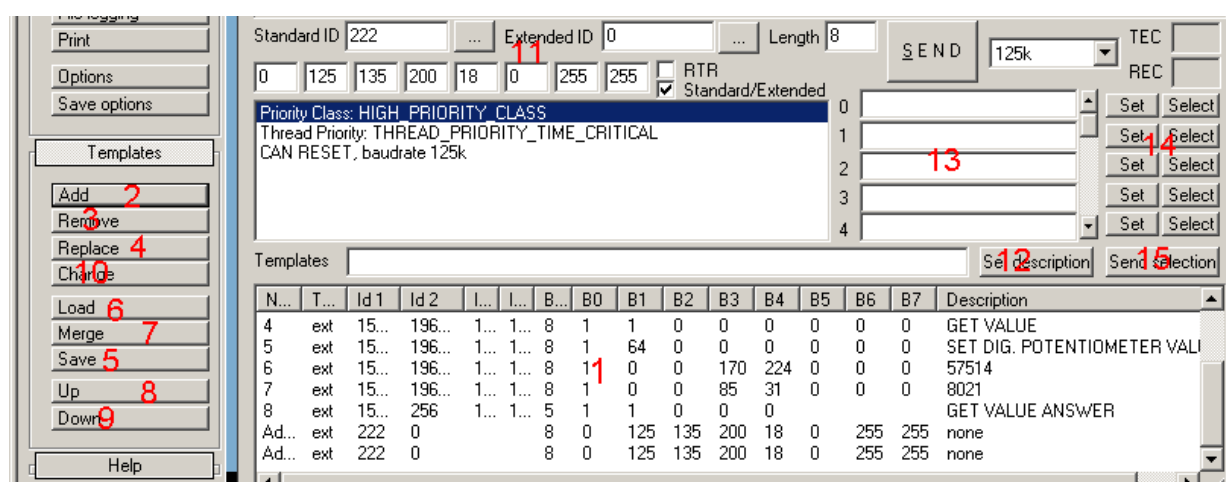 File logging
Print
Options
Save options
Templates
Add 2
Remove 3
Replace 4
Change 10
Load 6
Merge 7
Save 5
Up 8
Down 9
Help
Standard ID 222 ... Extended ID 0 ... Length 8
11
SEND 125k TEC
REC
0 125 135 200 18 0 255 255 RTR
Standard/Extended
Priority Class: HIGH_PRIORITY_CLASS
Thread Priority: THREAD_PRIORITY_TIME_CRITICAL
CAN RESET, baudrate 125k
0 Set Select
1 Set Select 14
2 13 Set Select
3 Set Select
4 Set Select
Templates Set description 12 Send selection 15
N... T... Id 1 Id 2 I... I... B... B0 B1 B2 B3 B4 B5 B6 B7 Description
4 ext 15... 196... 1... 1... 8 1 1 0 0 0 0 0 0 GET VALUE
5 ext 15... 196... 1... 1... 8 1 64 0 0 0 0 0 0 SET DIG. POTENTIOMETER VALU
6 ext 15... 196... 1... 1... 8 1 0 0 170 224 0 0 0 57514
1
7 ext 15... 196... 1... 1... 8 1 0 0 85 31 0 0 0 8021
8 ext 15... 256 1... 1... 5 1 1 0 0 0 GET VALUE ANSWER
Ad... ext 222 0 8 0 125 135 200 18 0 255 255 none
Ad... ext 222 0 8 0 125 135 200 18 0 255 255 none